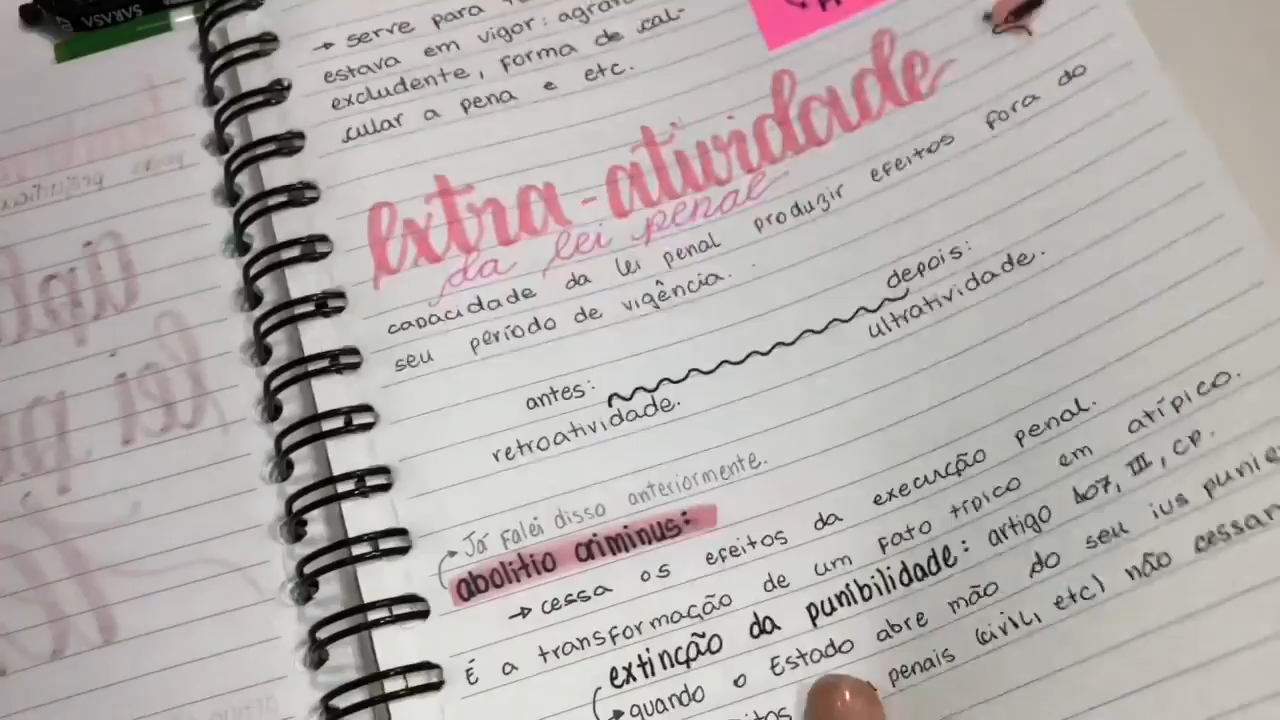 SARASA
→ serve para
estava em vigor:
excludente, forma de cal-
cular a pena e etc.
extra-atividade
da lei penal
capacidade da lei penal produzir efeitos fora do
seu período de vigência.
antes:
retroatividade.
depois:
ultratividade.
Já falei disso anteriormente.
abolitio criminus:
→ cessa os efeitos da execução penal.
É a transformação de um fato típico em atípico.
extinção da punibilidade: artigo 107, III, CP.
→ quando o Estado abre mão do seu ius
penais (civil, etc) não cessam